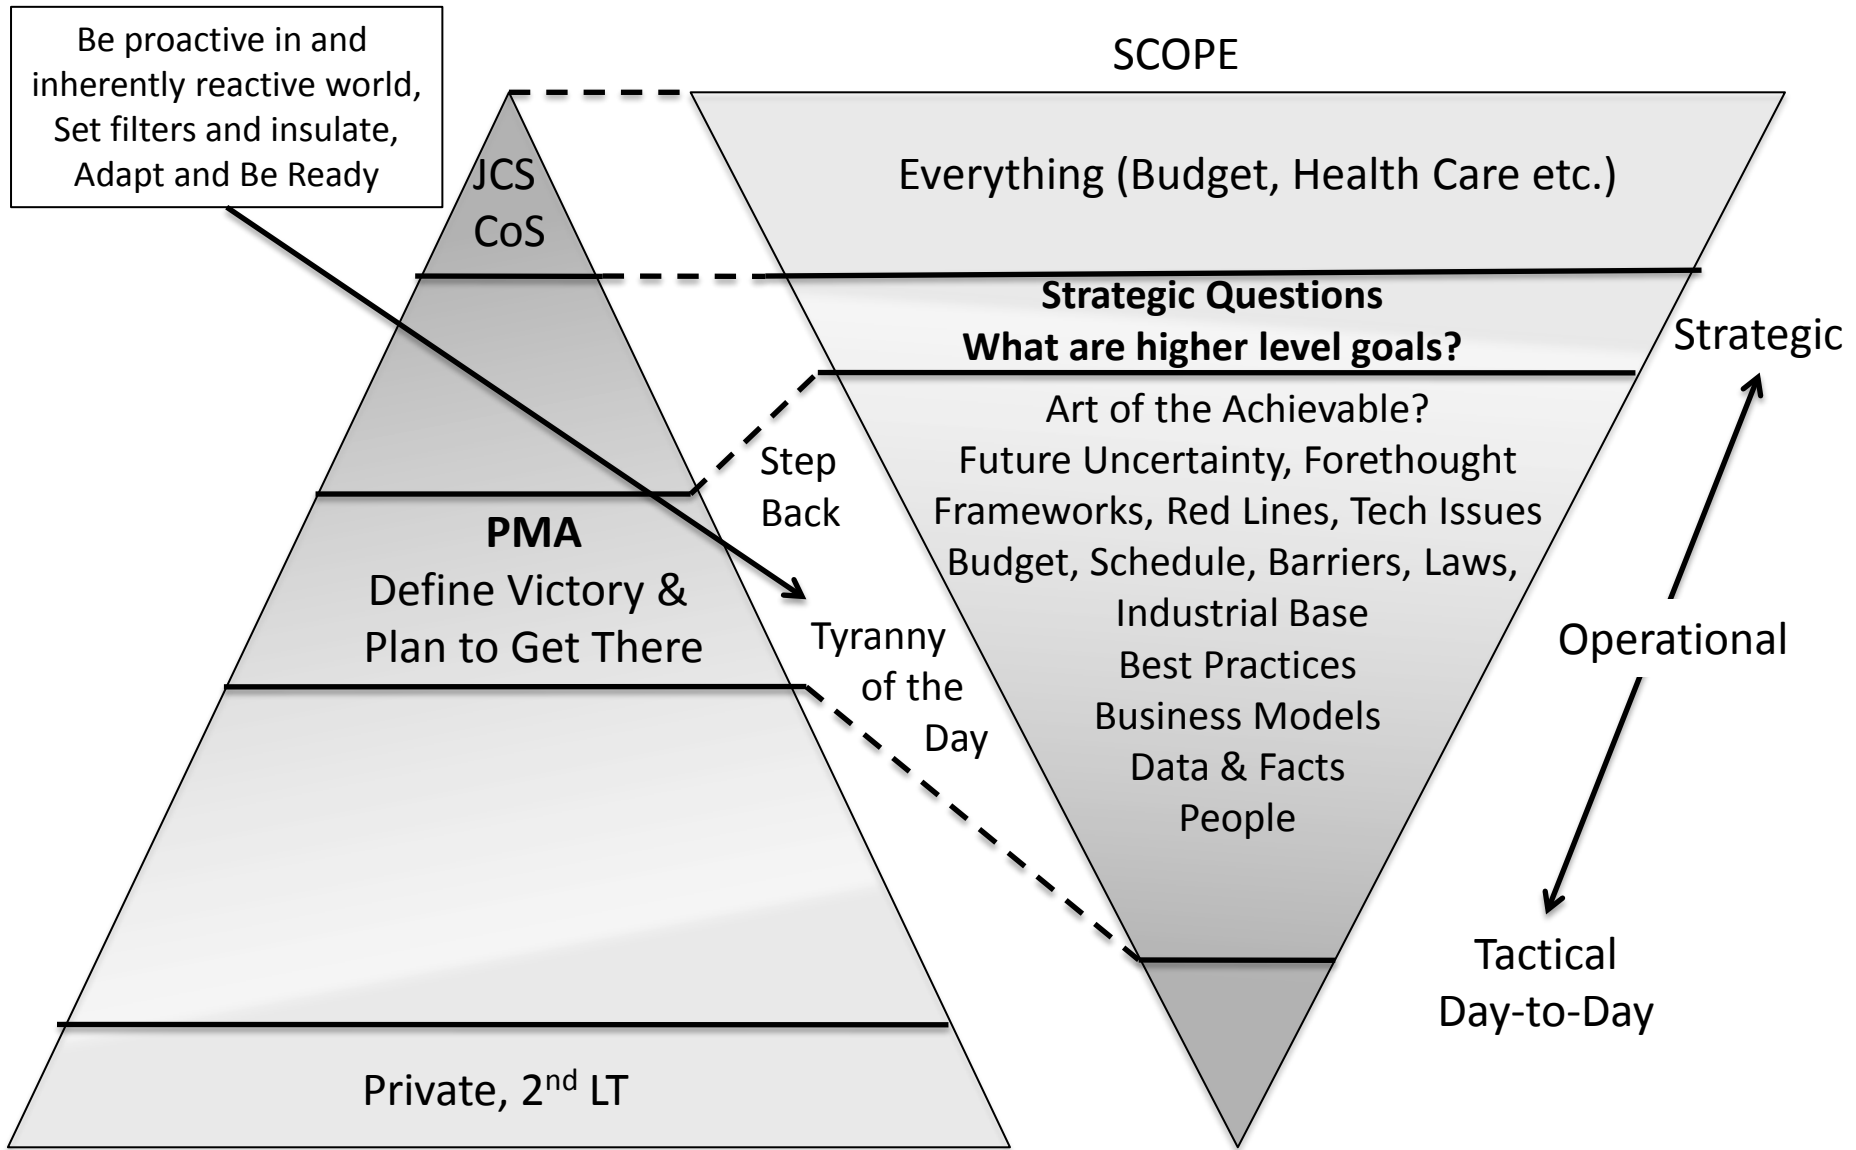 Be proactive in and
inherently reactive world,
Set filters and insulate,
Adapt and Be Ready
JCS
CoS
PMA
Define Victory &
Plan to Get There
Private, 2nd LT
Step
Back
Tyranny
of the
Day
SCOPE
Everything (Budget, Health Care etc.)
Strategic Questions
What are higher level goals?
Art of the Achievable?
Future Uncertainty, Forethought
Frameworks, Red Lines, Tech Issues
Budget, Schedule, Barriers, Laws,
Industrial Base
Best Practices
Business Models
Data & Facts
People
Strategic
Operational
Tactical
Day-to-Day